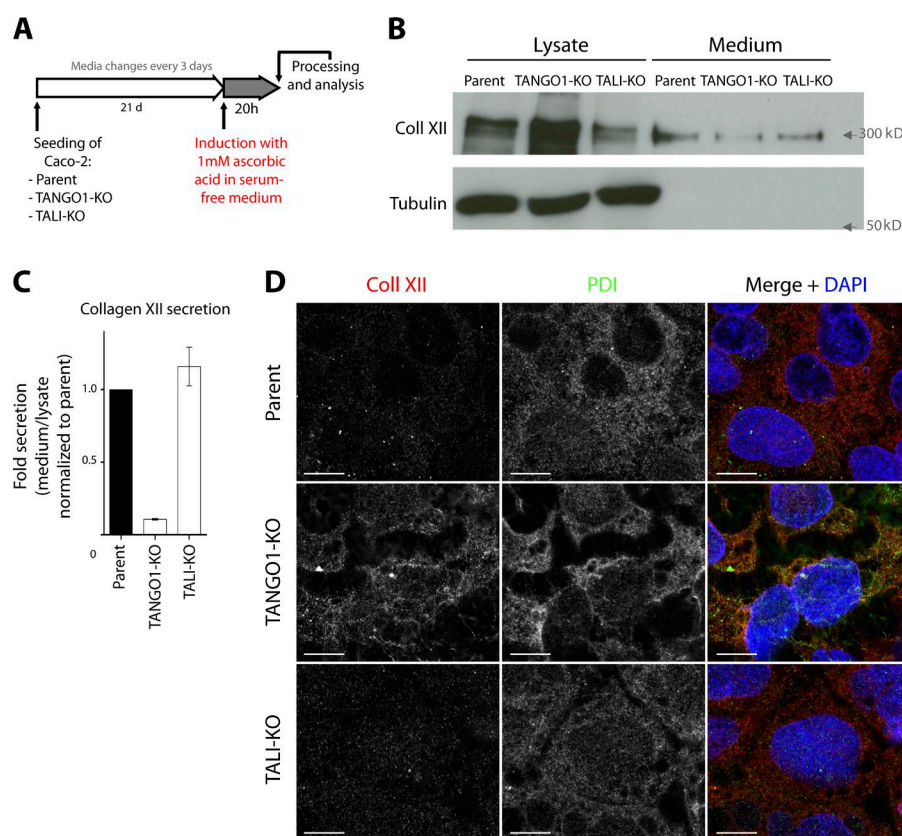 A
Media changes every 3 days
21 d
20h
Processing
and analysis
Seeding of
Caco-2:
- Parent
-TANGO1-KO
-TALI-KO
Induction with
1mM ascorbic
acid in serum-
free medium
B
Lysate
Medium
Parent TANGO1-KO TALI-KO Parent TANGO1-KO TALI-KO
Coll XII
300 kD
Tubulin
50 kD
C
Collagen XII secretion
Fold secretion
(medium/lysate
normalized to parent)
1.0
0.5
0
Parent
TANGO1-KO
TALI-KO
D
Coll XII
PDI
Merge + DAPI
Parent
TANGO1-KO
TALI-KO